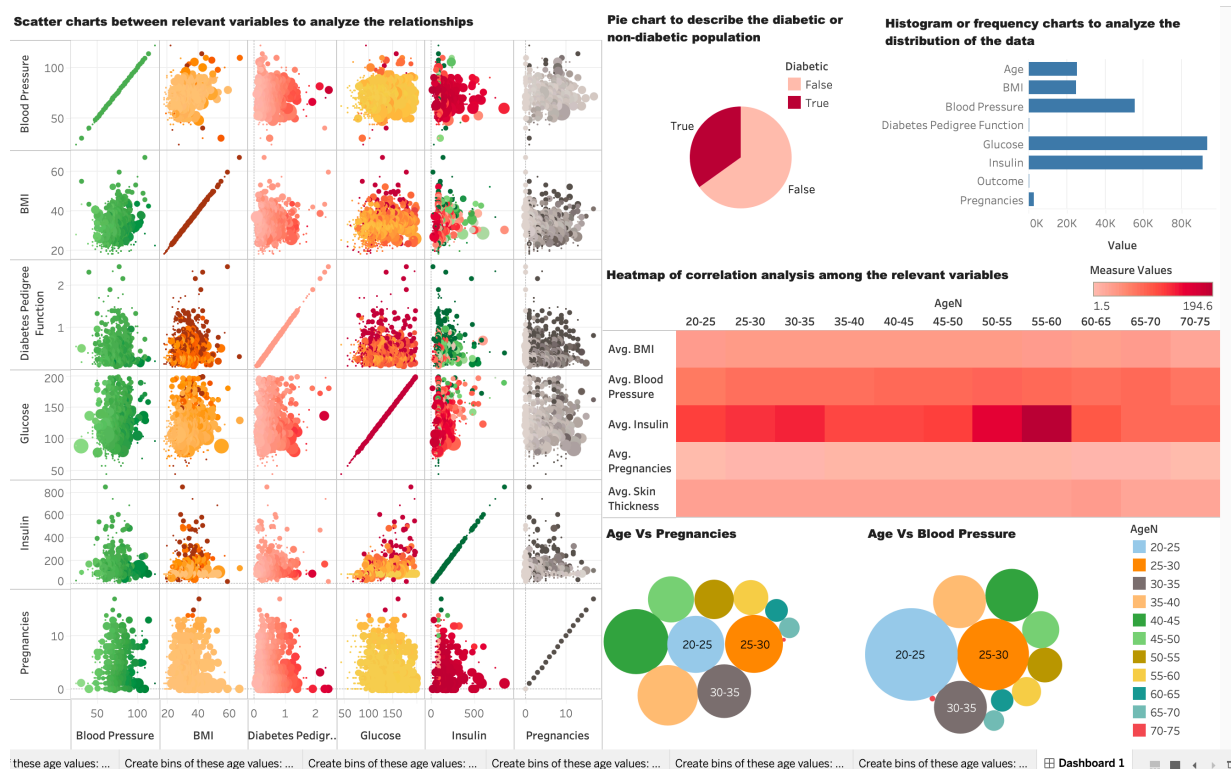 Scatter charts between relevant variables to analyze the relationships
Blood Pressure
100
50
BMI
60
40
20
Diabetes Pedigree
Function
2
1
Glucose
200
150
100
50
Insulin
800
600
400
200
0
Pregnancies
10
0
50 100
20 40 60
0 1 2
50 100 150
0 500
0 10
Blood Pressure
BMI
Diabetes Pedigr..
Glucose
Insulin
Pregnancies
Pie chart to describe the diabetic or
non-diabetic population
Diabetic
False
True
True
False
Histogram or frequency charts to analyze the
distribution of the data
Age
BMI
Blood Pressure
Diabetes Pedigree Function
Glucose
Insulin
Outcome
Pregnancies
0K 20K 40K 60K 80K
Value
Heatmap of correlation analysis among the relevant variables
Measure Values
1.5 194.6
AgeN
20-25 25-30 30-35 35-40 40-45 45-50 50-55 55-60 60-65 65-70 70-75
Avg. BMI
Avg. Blood
Pressure
Avg. Insulin
Avg.
Pregnancies
Avg. Skin
Thickness
Age Vs Pregnancies
20-25
25-30
30-35
Age Vs Blood Pressure
20-25
25-30
30-35
AgeN
20-25
25-30
30-35
35-40
40-45
45-50
50-55
55-60
60-65
65-70
70-75
these age values: ...
Create bins of these age values: ...
Create bins of these age values: ...
Create bins of these age values: ...
Create bins of these age values: ...
Create bins of these age values: ...
Dashboard 1